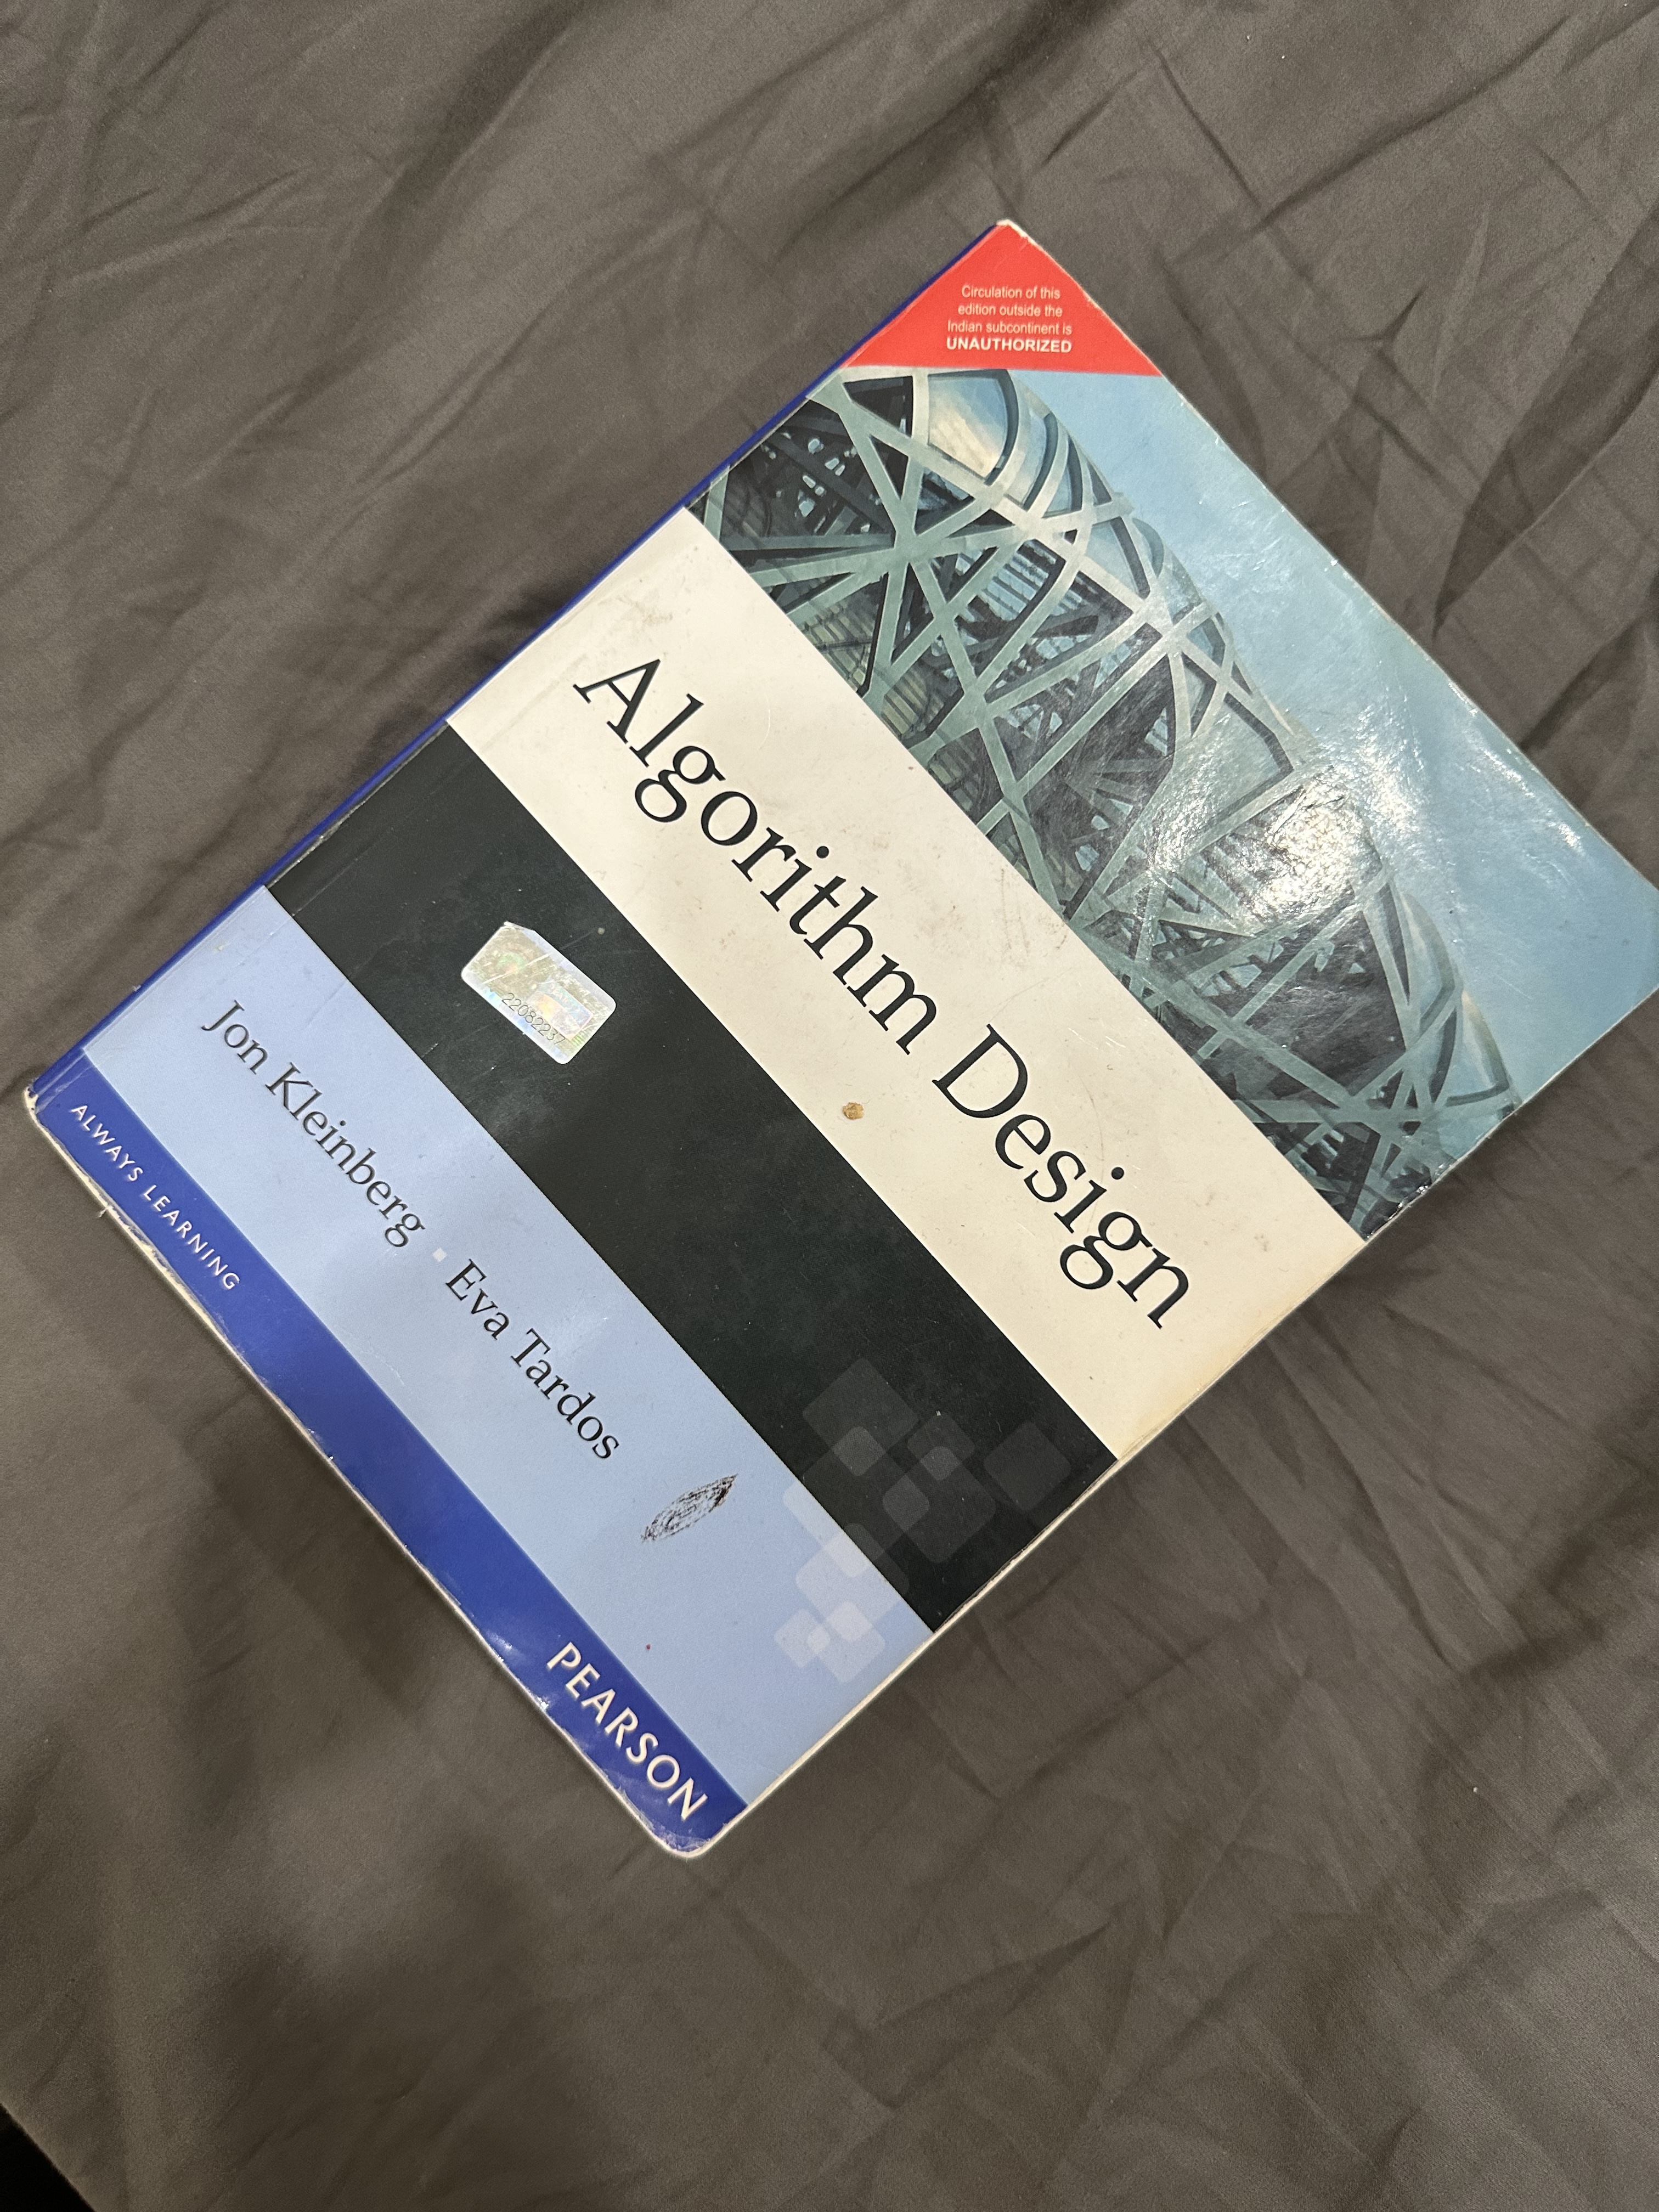 Circulation of this
edition outside the
Indian subcontinent is
UNAUTHORIZED
Algorithm Design
22082237
Jon Kleinberg ▪ Eva Tardos
ALWAYS LEARNING
PEARSON